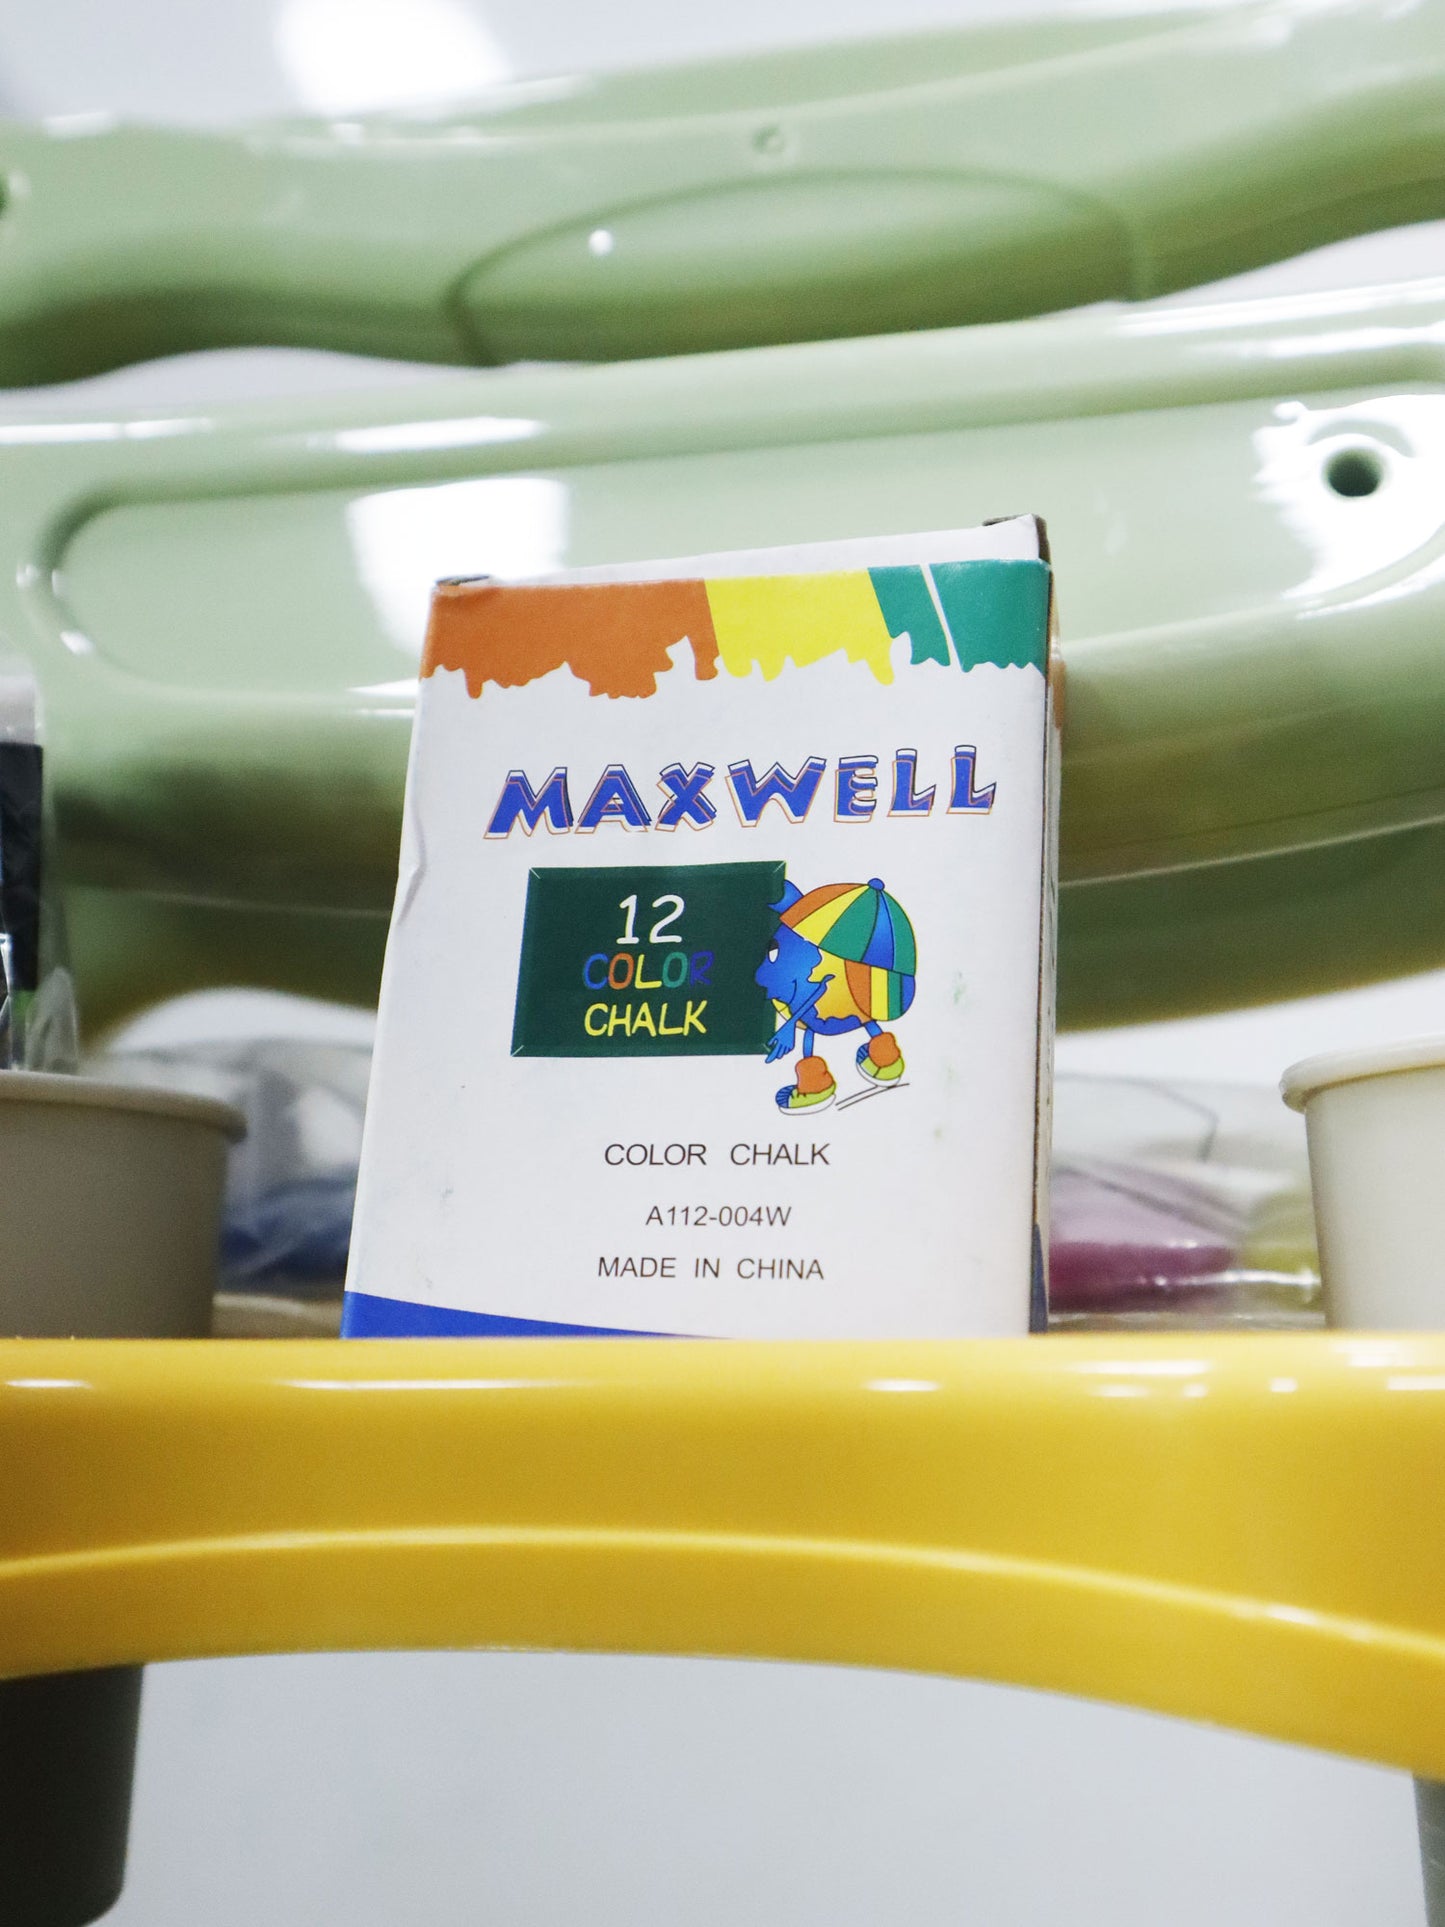 MAXWELL
12
COLOR
CHALK
COLOR CHALK
A112-004W
MADE IN CHINA